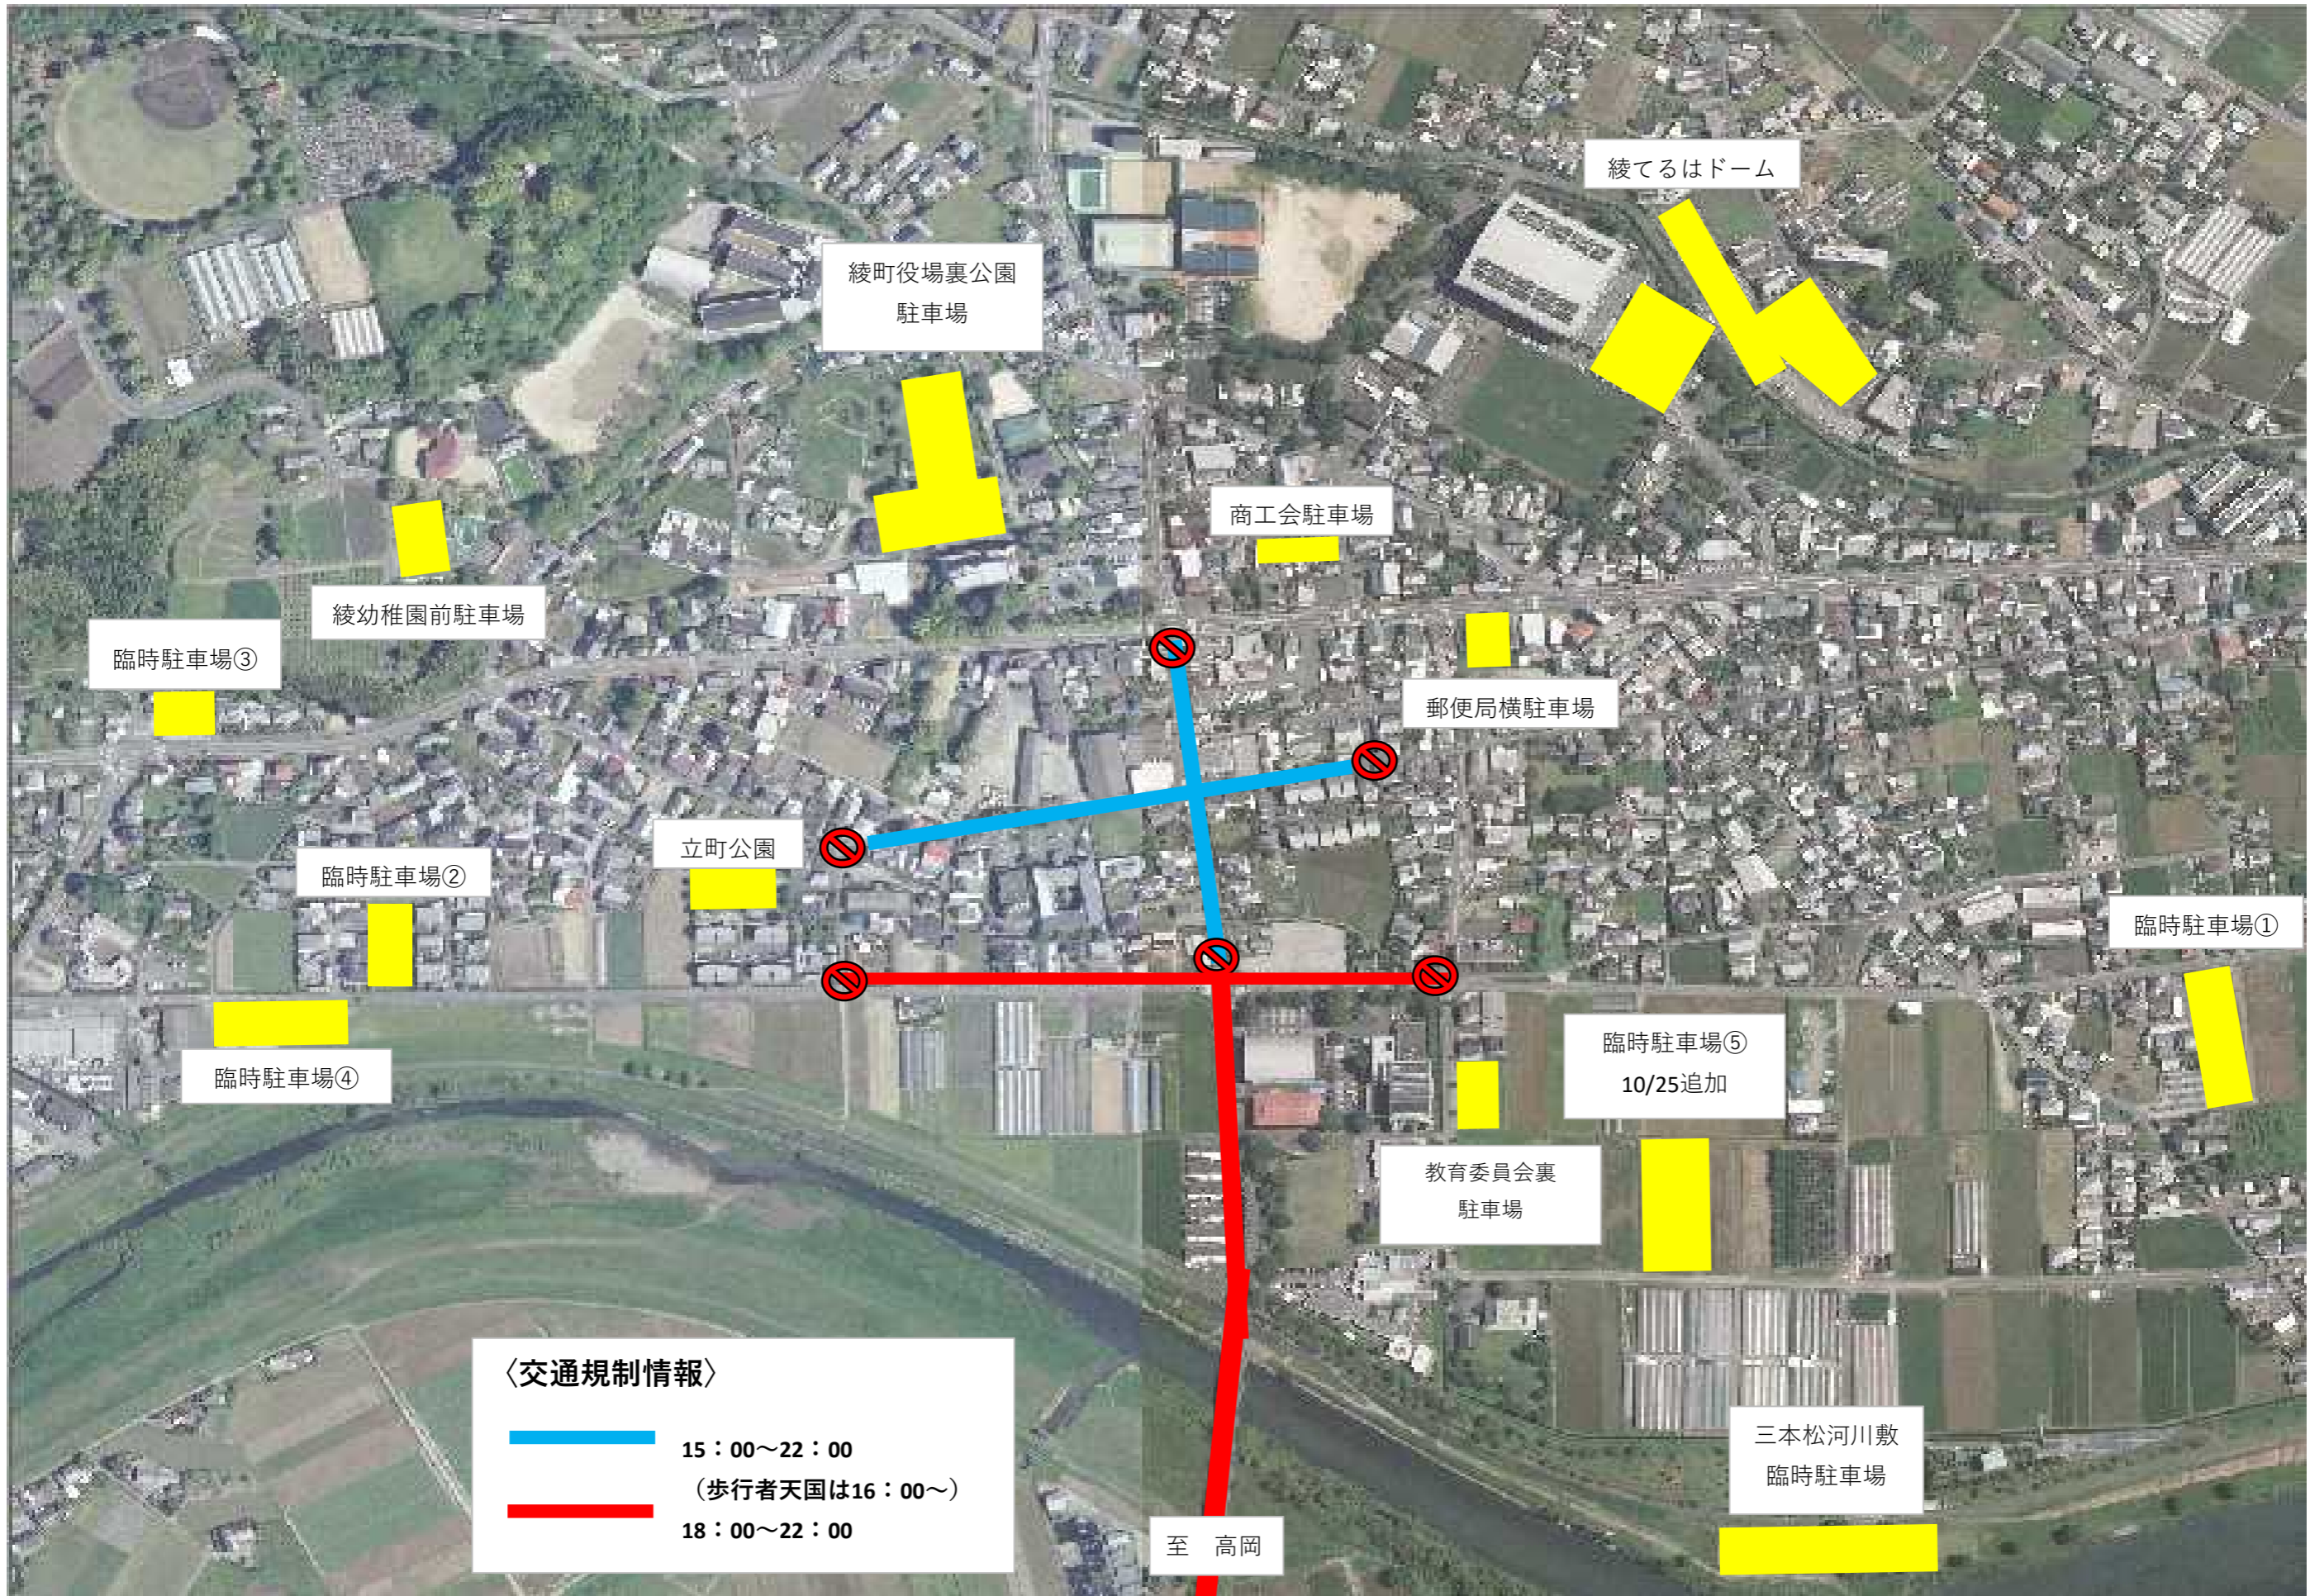 綾てるはドーム
綾町役場裏公園
駐車場
商工会駐車場
綾幼稚園前駐車場
臨時駐車場③
郵便局横駐車場
立町公園
臨時駐車場②
臨時駐車場①
臨時駐車場⑤
10/25追加
臨時駐車場④
教育委員会裏
駐車場
三本松河川敷
臨時駐車場
〈交通規制情報〉
15：00～22：00
（歩行者天国は16：00～）
18：00～22：00
至　高岡